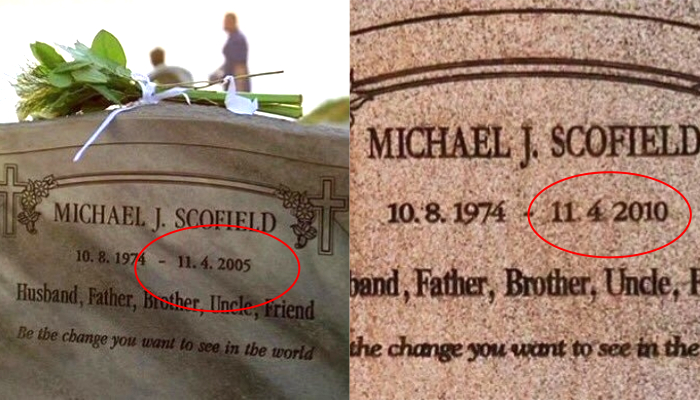 MICHAEL J. SCOFIELD
10. 8. 1974 – 11. 4. 2005
Husband, Father, Brother, Uncle, Friend
Be the change you want to see in the world
MICHAEL J. SCOFIELD
10. 8. 1974 - 11 4 2010
band, Father, Brother, Uncle, F
the change you want to see in the